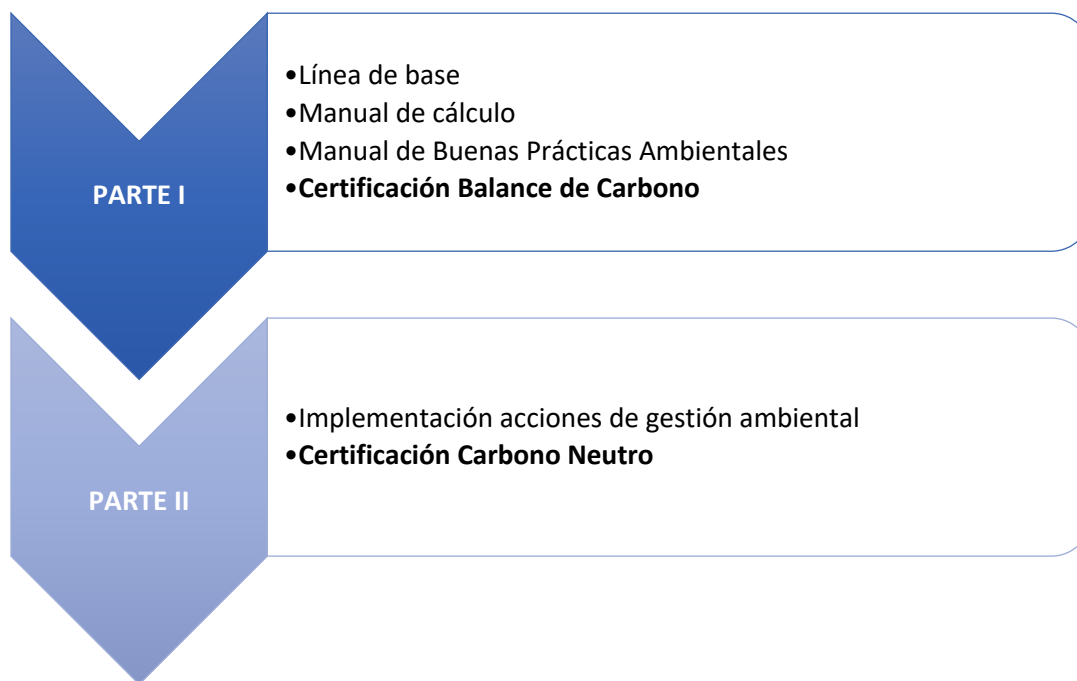 PARTE I
•Línea de base
•Manual de cálculo
•Manual de Buenas Prácticas Ambientales
•Certificación Balance de Carbono
PARTE II
•Implementación acciones de gestión ambiental
•Certificación Carbono Neutro